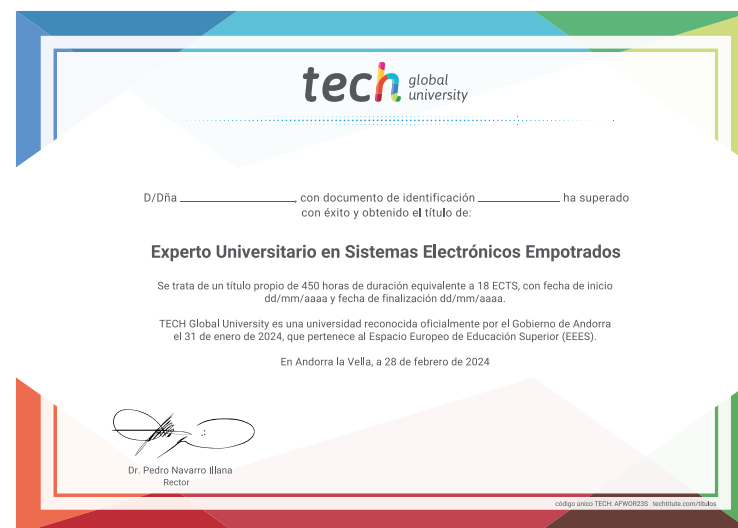 tech global university
D/Dña ____________________, con documento de identificación ______________ ha superado
con éxito y obtenido el título de:
Experto Universitario en Sistemas Electrónicos Empotrados
Se trata de un título propio de 450 horas de duración equivalente a 18 ECTS, con fecha de inicio
dd/mm/aaaa y fecha de finalización dd/mm/aaaa.
TECH Global University es una universidad reconocida oficialmente por el Gobierno de Andorra
el 31 de enero de 2024, que pertenece al Espacio Europeo de Educación Superior (EEES).
En Andorra la Vella, a 28 de febrero de 2024
Dr. Pedro Navarro Illana
Rector
código único TECH: AFWOR23S techtitute.com/titulos